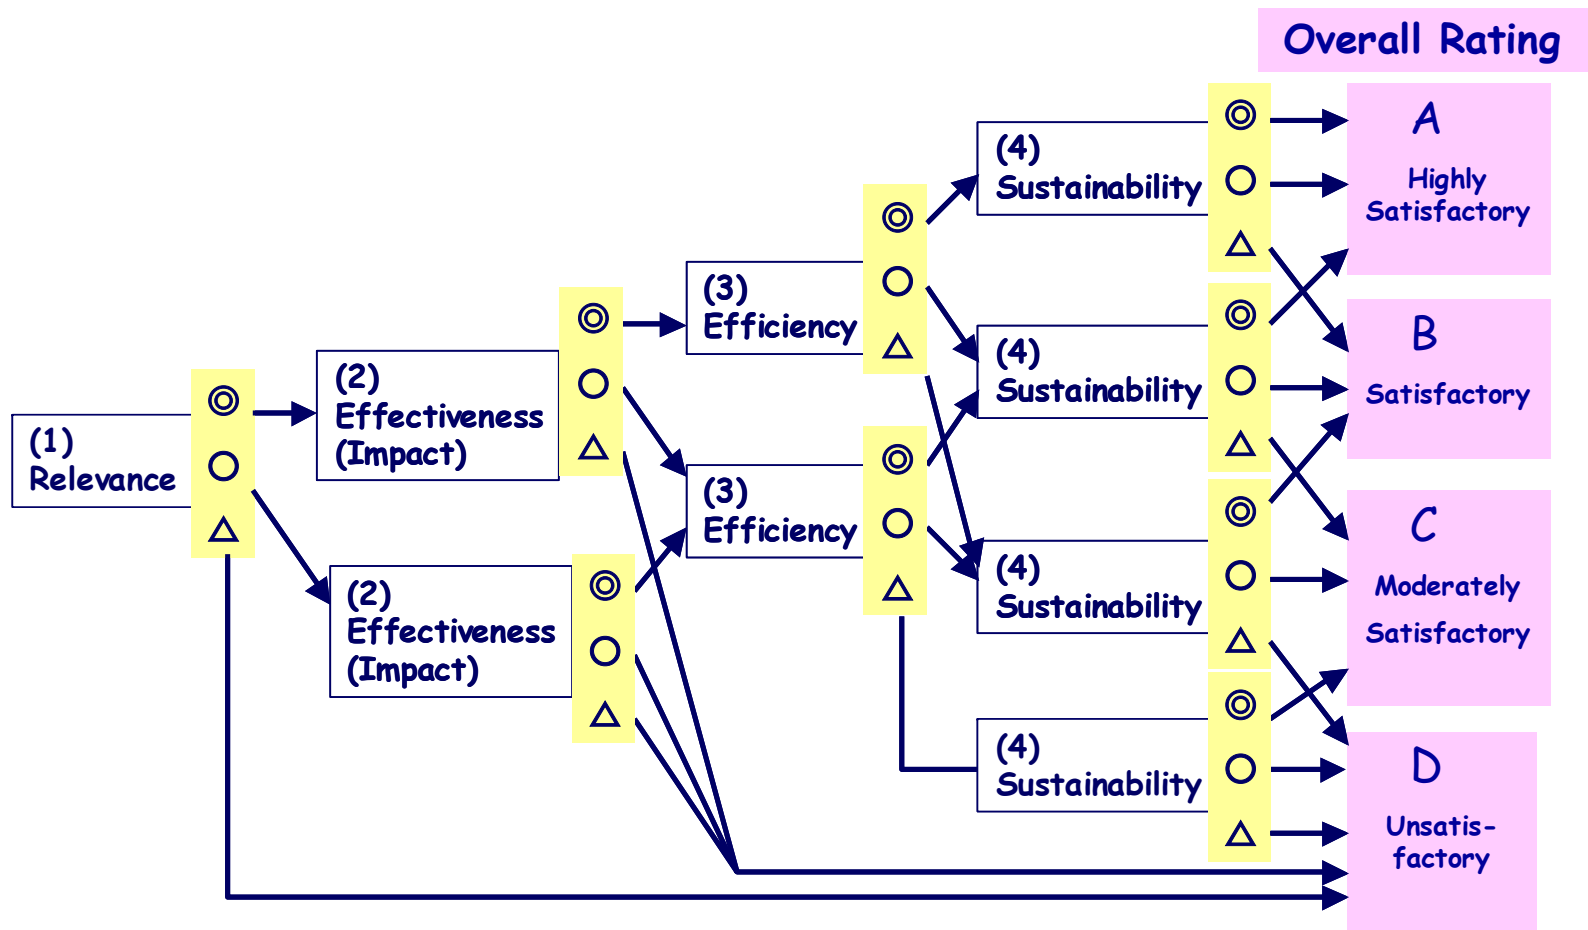 Overall Rating
(1)
Relevance
(2)
Effectiveness
(Impact)
(2)
Effectiveness
(Impact)
(3)
Efficiency
(3)
Efficiency
(4)
Sustainability
(4)
Sustainability
(4)
Sustainability
(4)
Sustainability
A
Highly
Satisfactory
B
Satisfactory
C
Moderately
Satisfactory
D
Unsatis-
factory